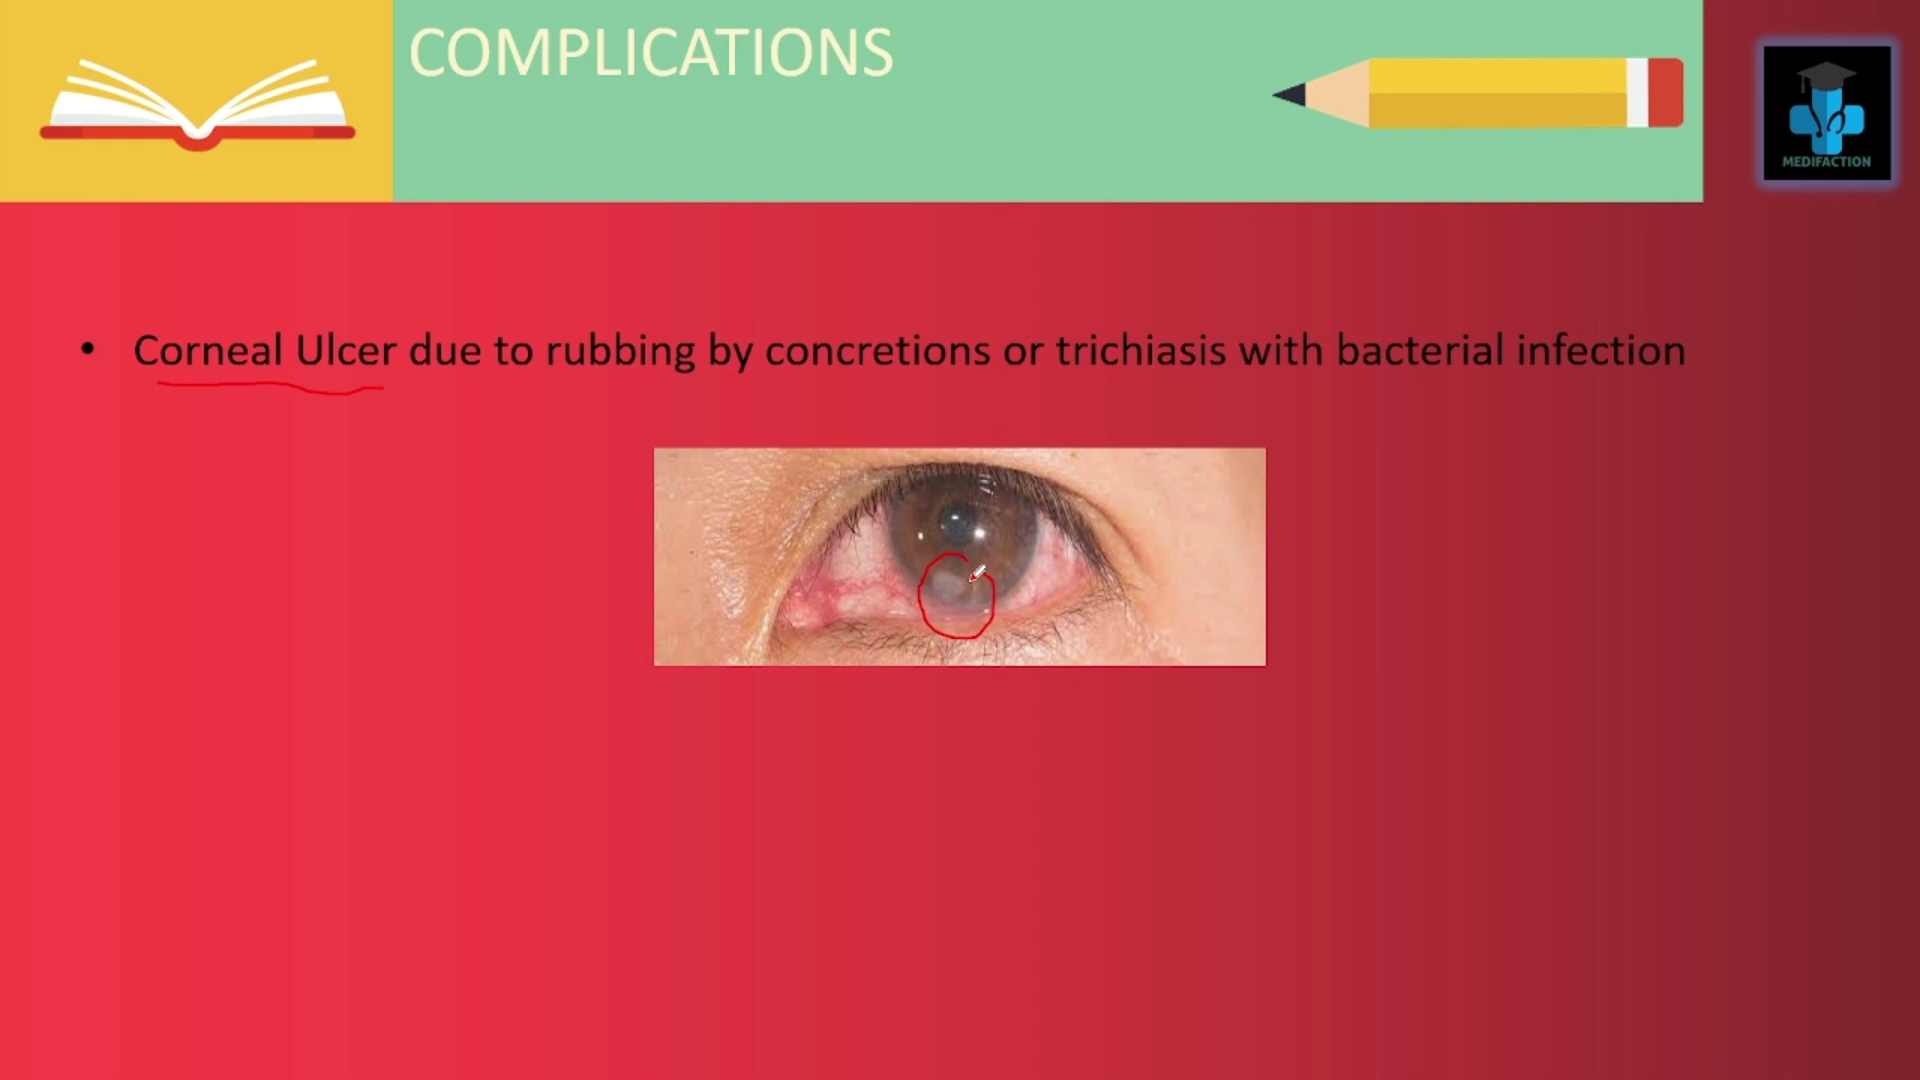 COMPLICATIONS
MEDIFACTION
• Corneal Ulcer due to rubbing by concretions or trichiasis with bacterial infection